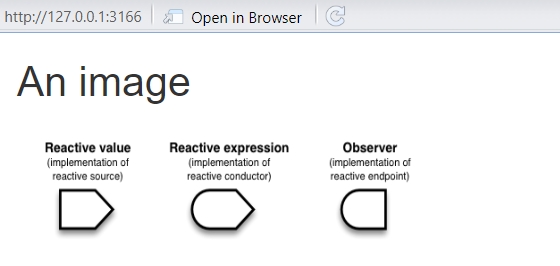 http://127.0.0.1:3166 Open in Browser
An image
Reactive value
(implementation of
reactive source)
Reactive expression
(implementation of
reactive conductor)
Observer
(implementation of
reactive endpoint)